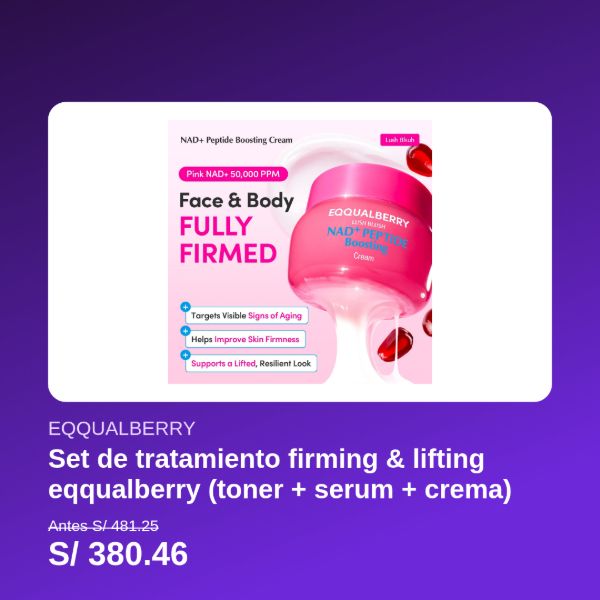 NAD+ Peptide Boosting Cream
Lush Blush
Pink NAD+ 50,000 PPM
Face & Body
FULLY
FIRMED
EQQUALBERRY
LUSH BLUSH
NAD+ PEPTIDE
Boosting
Cream
+ Targets Visible Signs of Aging
+ Helps Improve Skin Firmness
+ Supports a Lifted, Resilient Look
EQQUALBERRY
Set de tratamiento firming & lifting
eqqualberry (toner + serum + crema)
Antes S/ 481.25
S/ 380.46